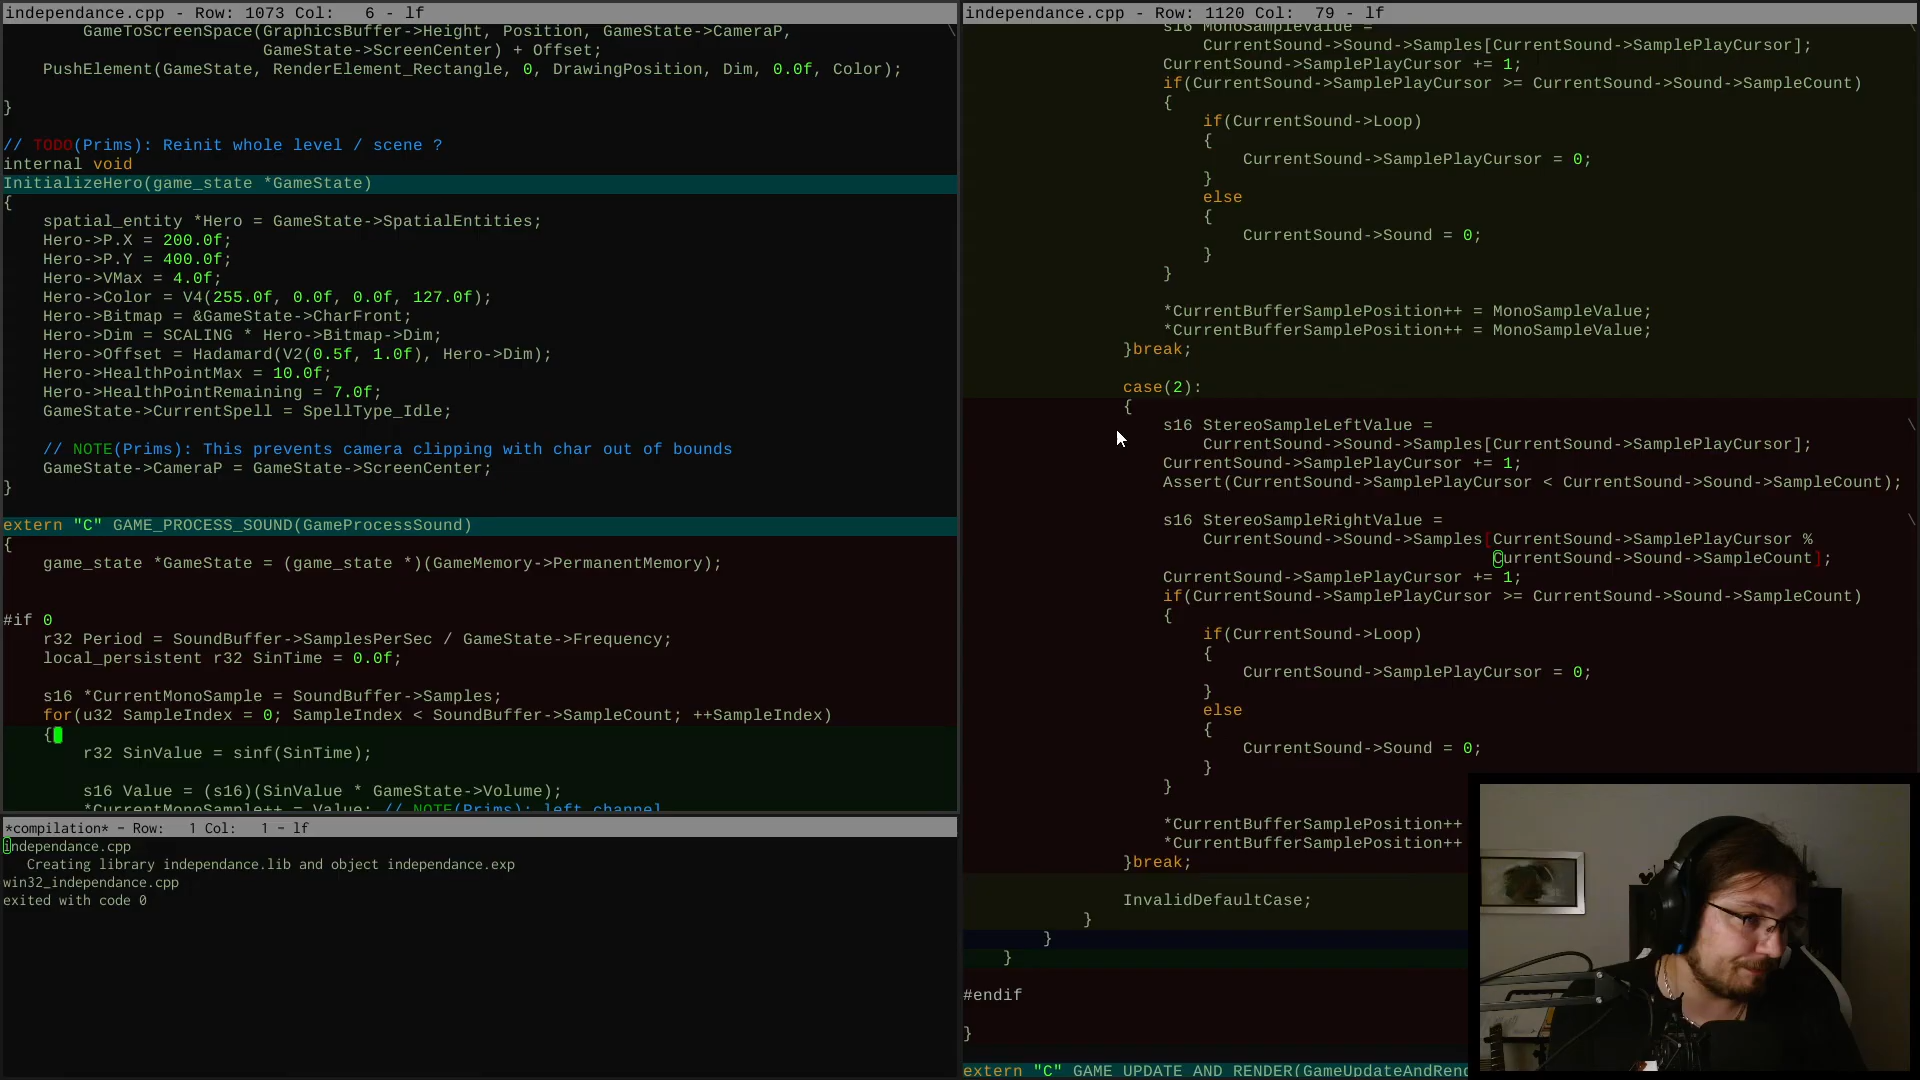 independance.cpp - Row: 1073 Col:   6 - lf
        GameToScreenSpace(GraphicsBuffer->Height, Position, GameState->CameraP,                \
                          GameState->ScreenCenter) + Offset;
    PushElement(GameState, RenderElement_Rectangle, 0, DrawingPosition, Dim, 0.0f, Color);
}
// TODO(Prims): Reinit whole level / scene ?
internal void
InitializeHero(game_state *GameState)
{
    spatial_entity *Hero = GameState->SpatialEntities;
    Hero->P.X = 200.0f;
    Hero->P.Y = 400.0f;
    Hero->VMax = 4.0f;
    Hero->Color = V4(255.0f, 0.0f, 0.0f, 127.0f);
    Hero->Bitmap = &GameState->CharFront;
    Hero->Dim = SCALING * Hero->Bitmap->Dim;
    Hero->Offset = Hadamard(V2(0.5f, 1.0f), Hero->Dim);
    Hero->HealthPointMax = 10.0f;
    Hero->HealthPointRemaining = 7.0f;
    GameState->CurrentSpell = SpellType_Idle;
    // NOTE(Prims): This prevents camera clipping with char out of bounds
    GameState->CameraP = GameState->ScreenCenter;
}
extern "C" GAME_PROCESS_SOUND(GameProcessSound)
{
    game_state *GameState = (game_state *)(GameMemory->PermanentMemory);
#if 0
    r32 Period = SoundBuffer->SamplesPerSec / GameState->Frequency;
    local_persistent r32 SinTime = 0.0f;
    s16 *CurrentMonoSample = SoundBuffer->Samples;
    for(u32 SampleIndex = 0; SampleIndex < SoundBuffer->SampleCount; ++SampleIndex)
    {
        r32 SinValue = sinf(SinTime);
        s16 Value = (s16)(SinValue * GameState->Volume);
        *CurrentMonoSample++ = Value; // NOTE(Prims): left channel
*compilation* - Row:   1 Col:   1 - lf
independance.cpp
   Creating library independance.lib and object independance.exp
win32_independance.cpp
exited with code 0
independance.cpp - Row: 1120 Col:  79 - lf
                    s16 MonoSampleValue =                                                      \
                        CurrentSound->Sound->Samples[CurrentSound->SamplePlayCursor];
                    CurrentSound->SamplePlayCursor += 1;
                    if(CurrentSound->SamplePlayCursor >= CurrentSound->Sound->SampleCount)
                    {
                        if(CurrentSound->Loop)
                        {
                            CurrentSound->SamplePlayCursor = 0;
                        }
                        else
                        {
                            CurrentSound->Sound = 0;
                        }
                    }
                    *CurrentBufferSamplePosition++ = MonoSampleValue;
                    *CurrentBufferSamplePosition++ = MonoSampleValue;
                }break;
                case(2):
                {
                    s16 StereoSampleLeftValue =                                                \
                        CurrentSound->Sound->Samples[CurrentSound->SamplePlayCursor];
                    CurrentSound->SamplePlayCursor += 1;
                    Assert(CurrentSound->SamplePlayCursor < CurrentSound->Sound->SampleCount);
                    s16 StereoSampleRightValue =                                               \
                        CurrentSound->Sound->Samples[CurrentSound->SamplePlayCursor %
                                                     CurrentSound->Sound->SampleCount];
                    CurrentSound->SamplePlayCursor += 1;
                    if(CurrentSound->SamplePlayCursor >= CurrentSound->Sound->SampleCount)
                    {
                        if(CurrentSound->Loop)
                        {
                            CurrentSound->SamplePlayCursor = 0;
                        }
                        else
                        {
                            CurrentSound->Sound = 0;
                        }
                    }
                    *CurrentBufferSamplePosition++
                    *CurrentBufferSamplePosition++
                }break;
                InvalidDefaultCase;
            }
        }
    }
#endif
}
extern "C" GAME_UPDATE_AND_RENDER(GameUpdateAndRend